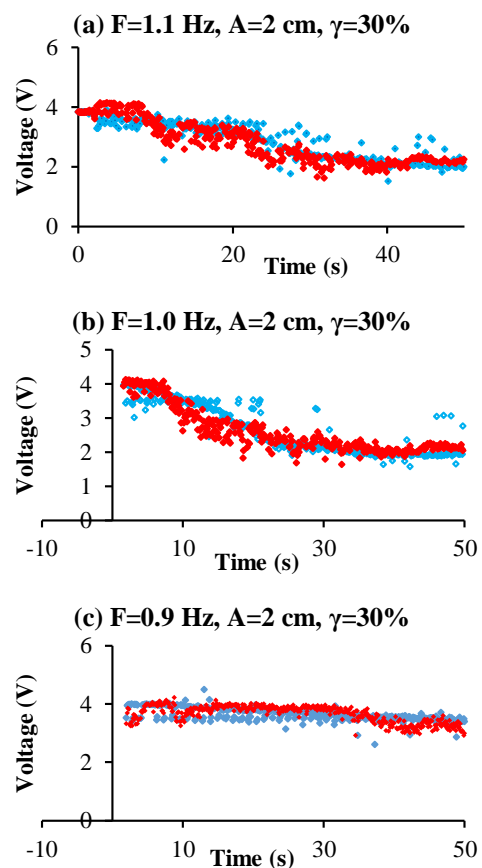 (a) F=1.1 Hz, A=2 cm, γ=30%
Voltage (V)
6
4
2
0
0 20 40
Time (s)
(b) F=1.0 Hz, A=2 cm, γ=30%
Voltage (V)
5
4
3
2
1
0
-10 10 30 50
Time (s)
(c) F=0.9 Hz, A=2 cm, γ=30%
Voltage (V)
6
4
2
0
-10 10 30 50
Time (s)